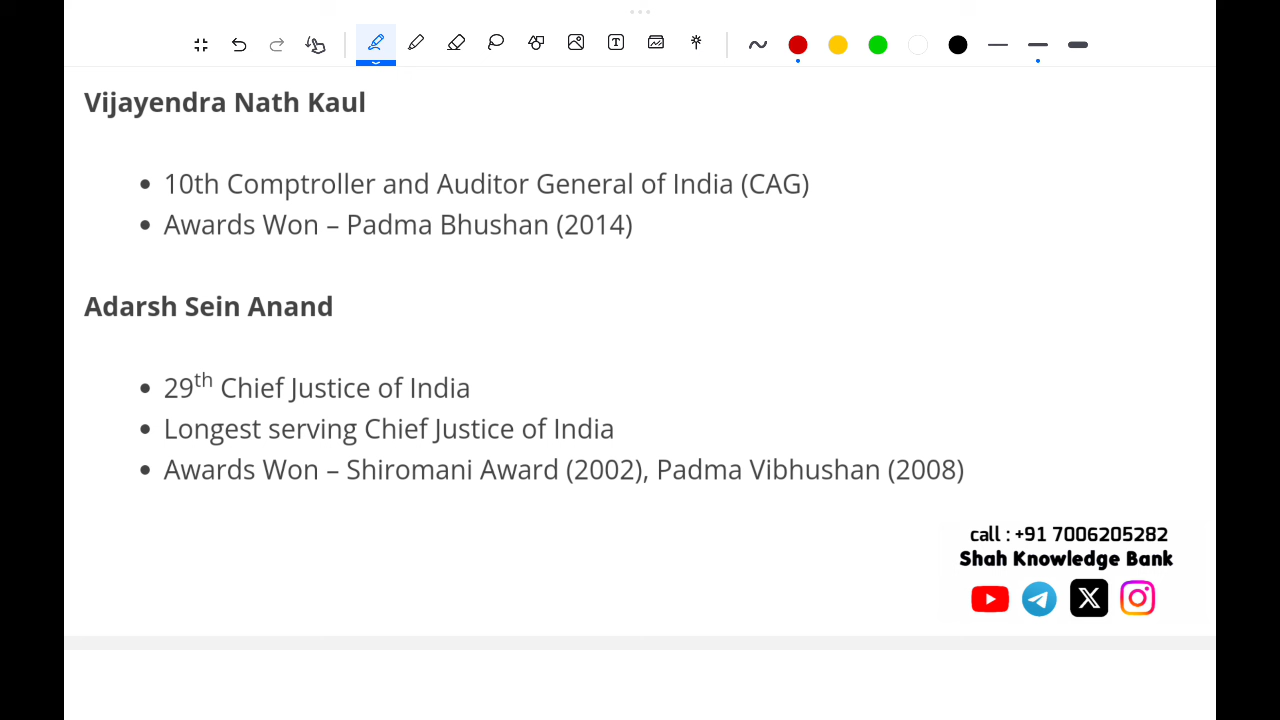 Vijayendra Nath Kaul
• 10th Comptroller and Auditor General of India (CAG)
• Awards Won – Padma Bhushan (2014)
Adarsh Sein Anand
• 29th Chief Justice of India
• Longest serving Chief Justice of India
• Awards Won – Shiromani Award (2002), Padma Vibhushan (2008)
call : +91 7006205282
Shah Knowledge Bank